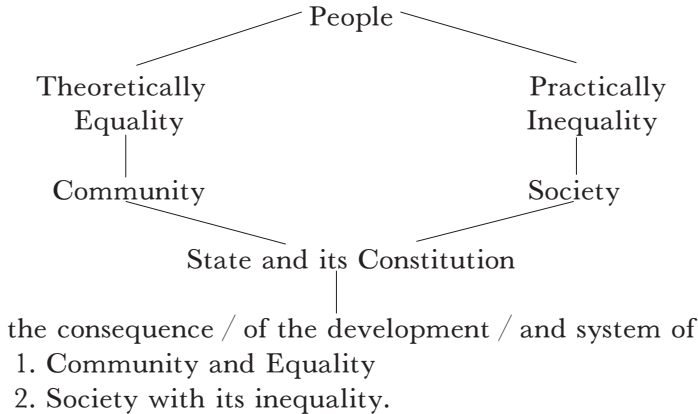 People
Theoretically Practically
Equality Inequality
Community Society
State and its Constitution
the consequence / of the development / and system of
1. Community and Equality
2. Society with its inequality.